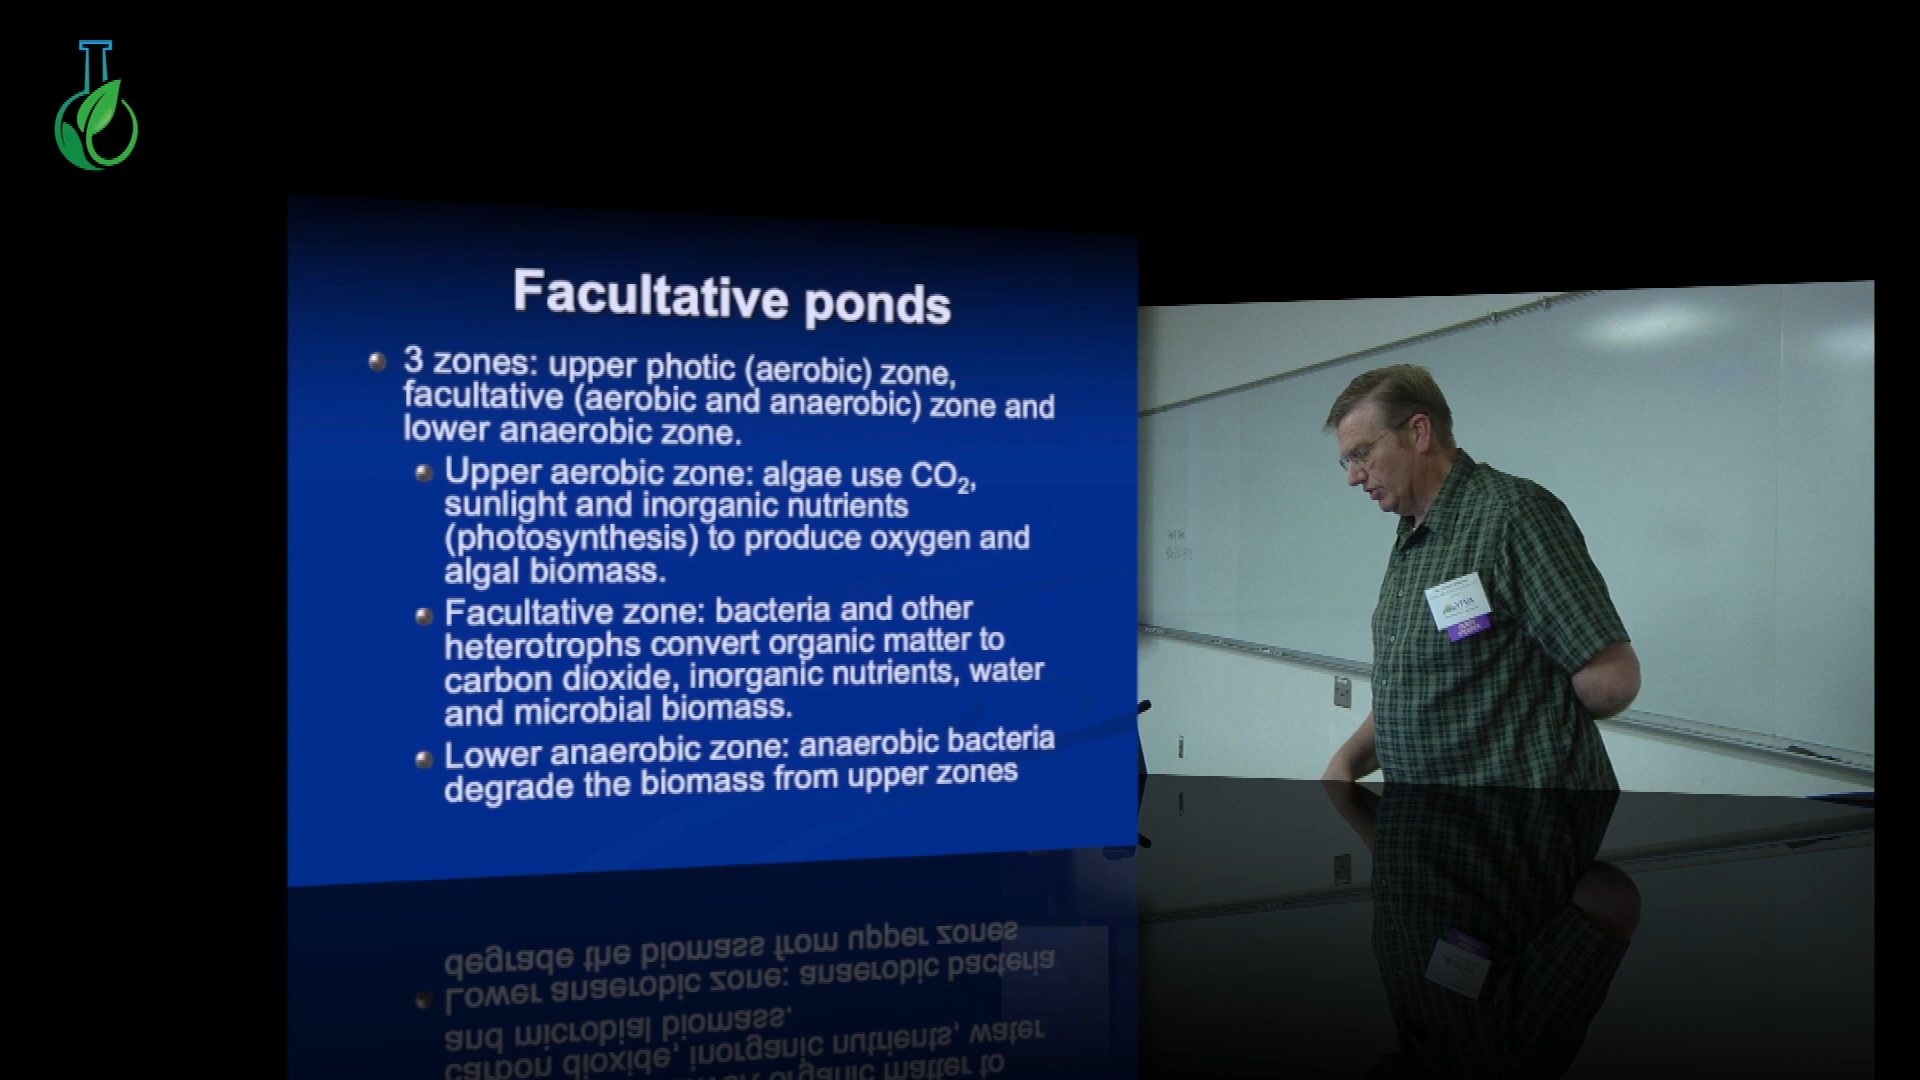 Facultative ponds
3 zones: upper photic (aerobic) zone,
facultative (aerobic and anaerobic) zone and
lower anaerobic zone.
Upper aerobic zone: algae use CO₂,
sunlight and inorganic nutrients
(photosynthesis) to produce oxygen and
algal biomass.
Facultative zone: bacteria and other
heterotrophs convert organic matter to
carbon dioxide, inorganic nutrients, water
and microbial biomass.
Lower anaerobic zone: anaerobic bacteria
degrade the biomass from upper zones